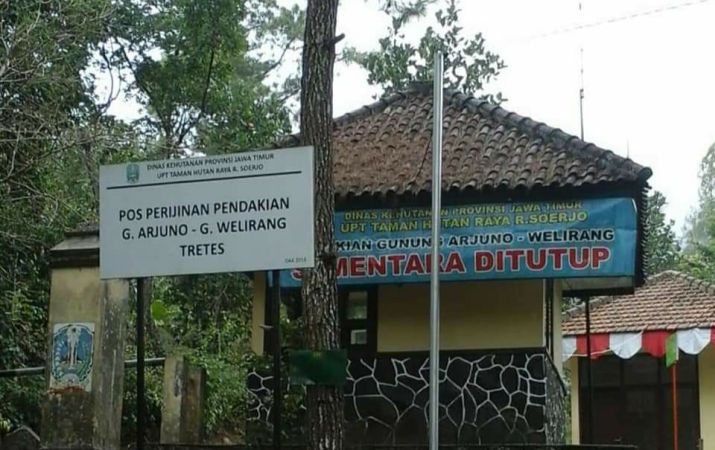 DINAS KEHUTANAN PROVINSI JAWA TIMUR
UPT TAMAN HUTAN RAYA R. SOERJO
POS PERIJINAN PENDAKIAN
G. ARJUNO - G. WELIRANG
TRETES
DINAS KEHUTANAN PROVINSI JAWA TIMUR
UPT TAMAN HUTAN RAYA R.SOERJO
KIAN GUNUNG ARJUNO - WELIRANG
MENTARA DITUTUP